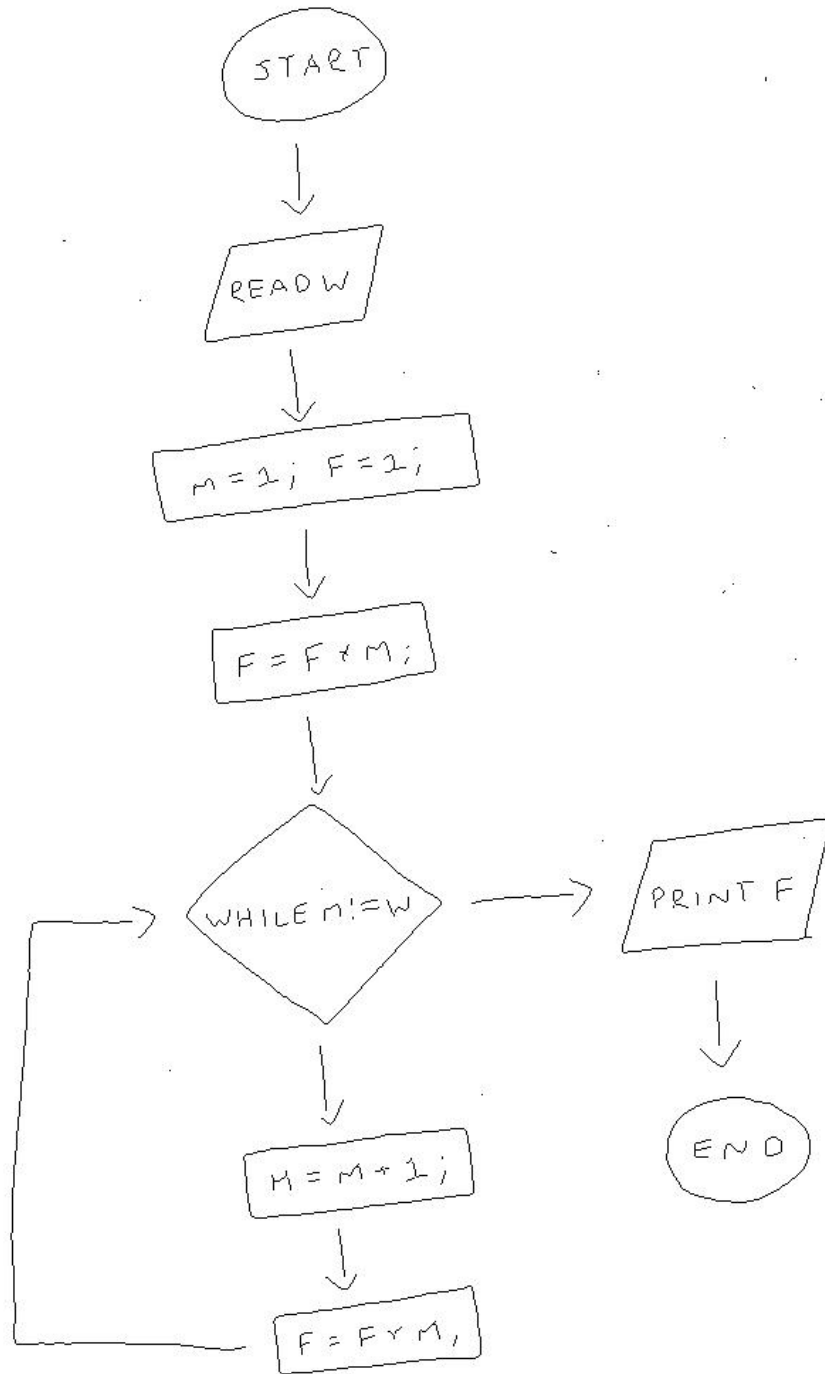 START
READ W
M = 1; F = 1;
F = F * M;
WHILE M != W
PRINT F
M = M + 1;
END
F = F * M,